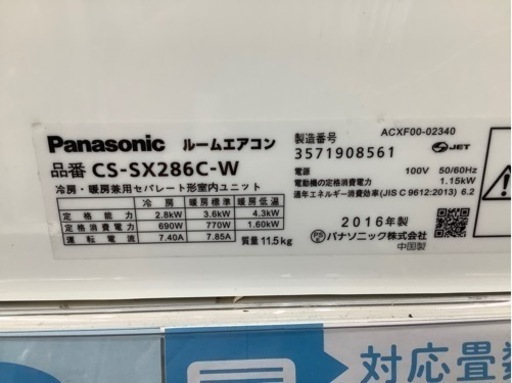 Panasonic ルームエアコン
品番 CS-SX286C-W
冷房・暖房兼用セパレート形室内ユニット
冷房 暖房標準 暖房低温
定格能力 2.8kW 3.6kW 4.3kW
定格消費電力 690W 770W 1.60kW
運転電流 7.40A 7.85A 質量 11.5kg
ACXF00-02340
製造番号
3571908561 JET
電源 100V 50/60Hz
電動機の定格消費電力 1.15kW
通年エネルギー消費効率(JIS C 9612:2013) 6.2
2016年製
PSE パナソニック株式会社
中国製
対応畳数